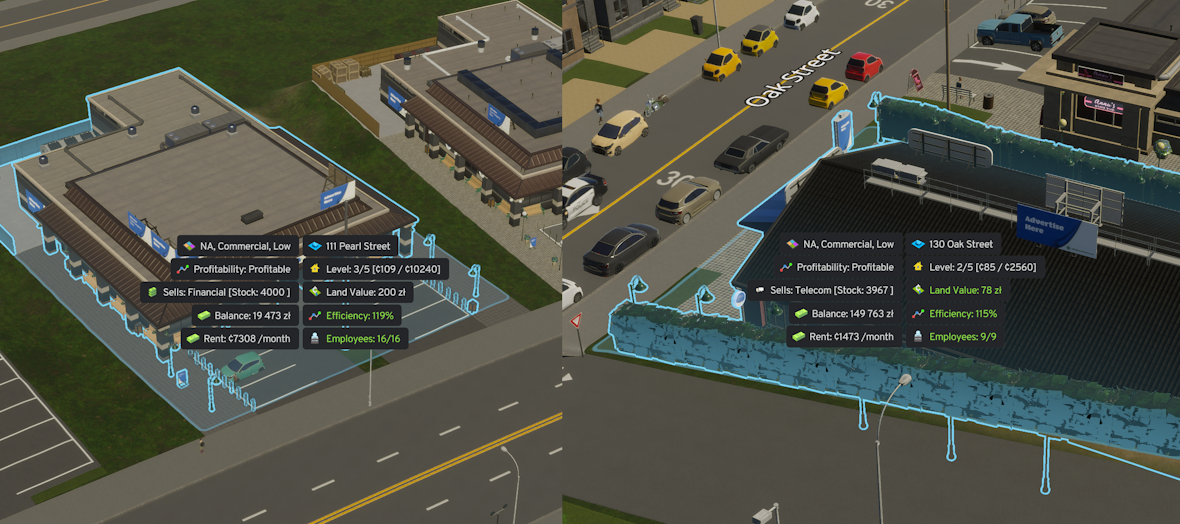 NA, Commercial, Low
111 Pearl Street
Profitability: Profitable
Level: 3/5 [₵109 / ₵10240]
Sells: Financial [Stock: 4000 ]
Land Value: 200 zł
Balance: 19 473 zł
Efficiency: 119%
Rent: ₵7308 /month
Employees: 16/16
Oak Street
30
Anna's
Advertise
Here
NA, Commercial, Low
130 Oak Street
Profitability: Profitable
Level: 2/5 [₵85 / ₵2560]
Sells: Telecom [Stock: 3967 ]
Land Value: 78 zł
Balance: 149 763 zł
Efficiency: 115%
Rent: ₵1473 /month
Employees: 9/9